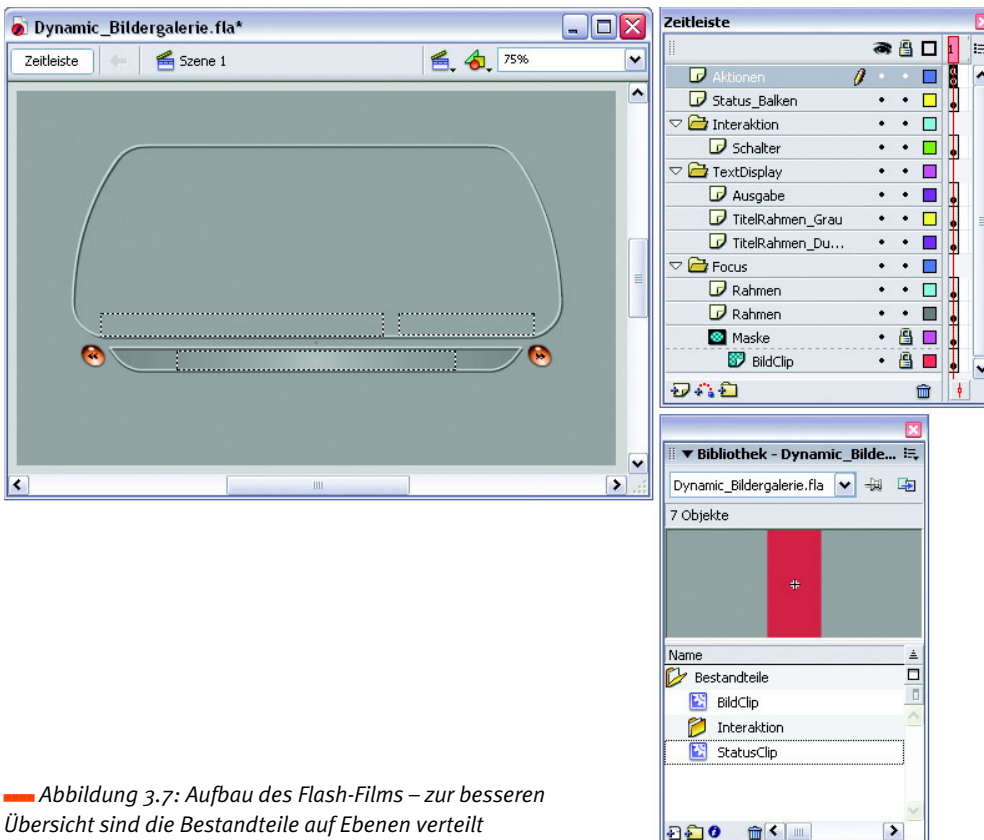 Dynamic_Bildergalerie.fla*
Zeitleiste
Szene 1
75%
Zeitleiste
1
Aktionen
Status_Balken
Interaktion
Schalter
TextDisplay
Ausgabe
TitelRahmen_Grau
TitelRahmen_Du...
Focus
Rahmen
Rahmen
Maske
BildClip
Bibliothek - Dynamic_Bilde...
Dynamic_Bildergalerie.fla
7 Objekte
Name
Bestandteile
BildClip
Interaktion
StatusClip
Abbildung 3.7: Aufbau des Flash-Films – zur besseren
Übersicht sind die Bestandteile auf Ebenen verteilt